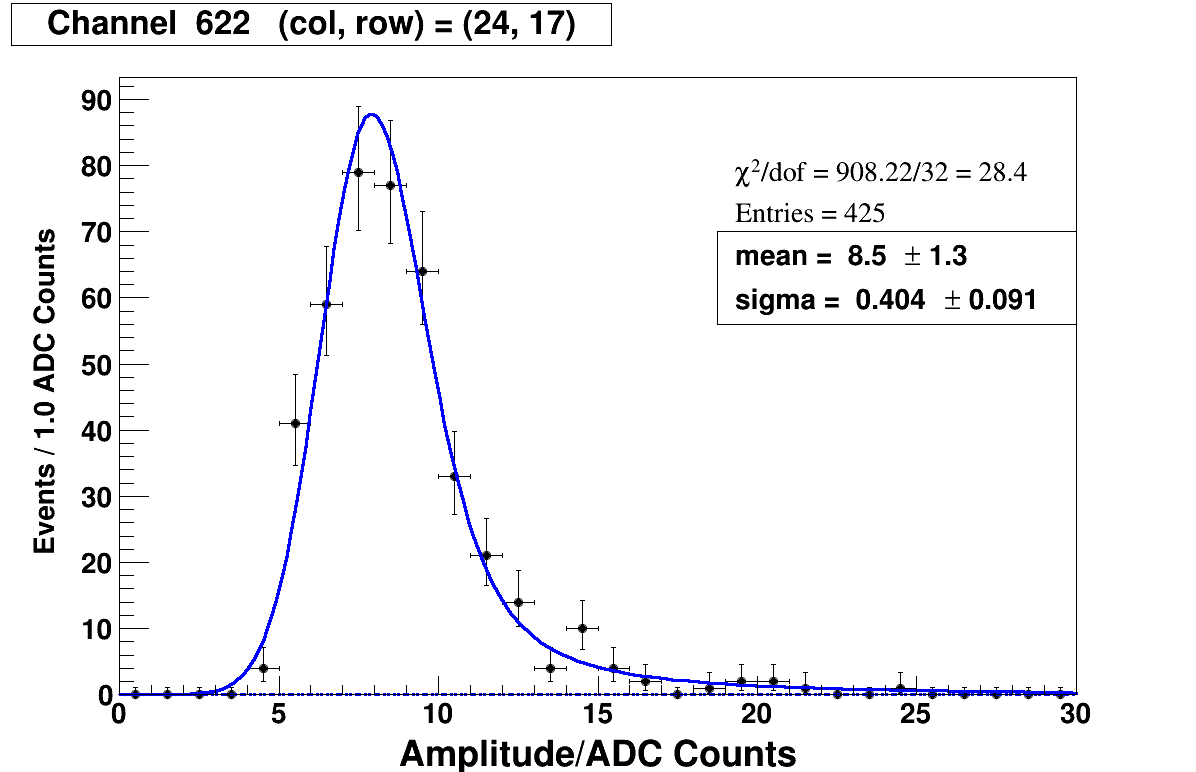 Channel 622 (col, row) = (24, 17)
90
80
70
60
50
40
30
20
10
0
Events / 1.0 ADC Counts
χ²/dof = 908.22/32 = 28.4
Entries = 425
mean = 8.5 ± 1.3
sigma = 0.404 ± 0.091
0 5 10 15 20 25 30
Amplitude/ADC Counts